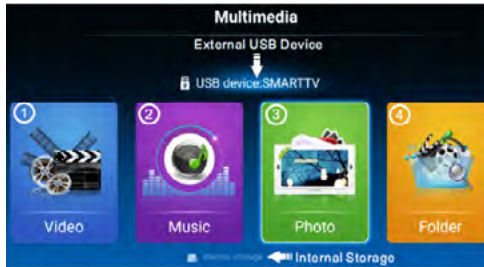 Multimedia
External USB Device
USB device:SMARTTV
1
2
3
4
Video
Music
Photo
Folder
Internal Storage